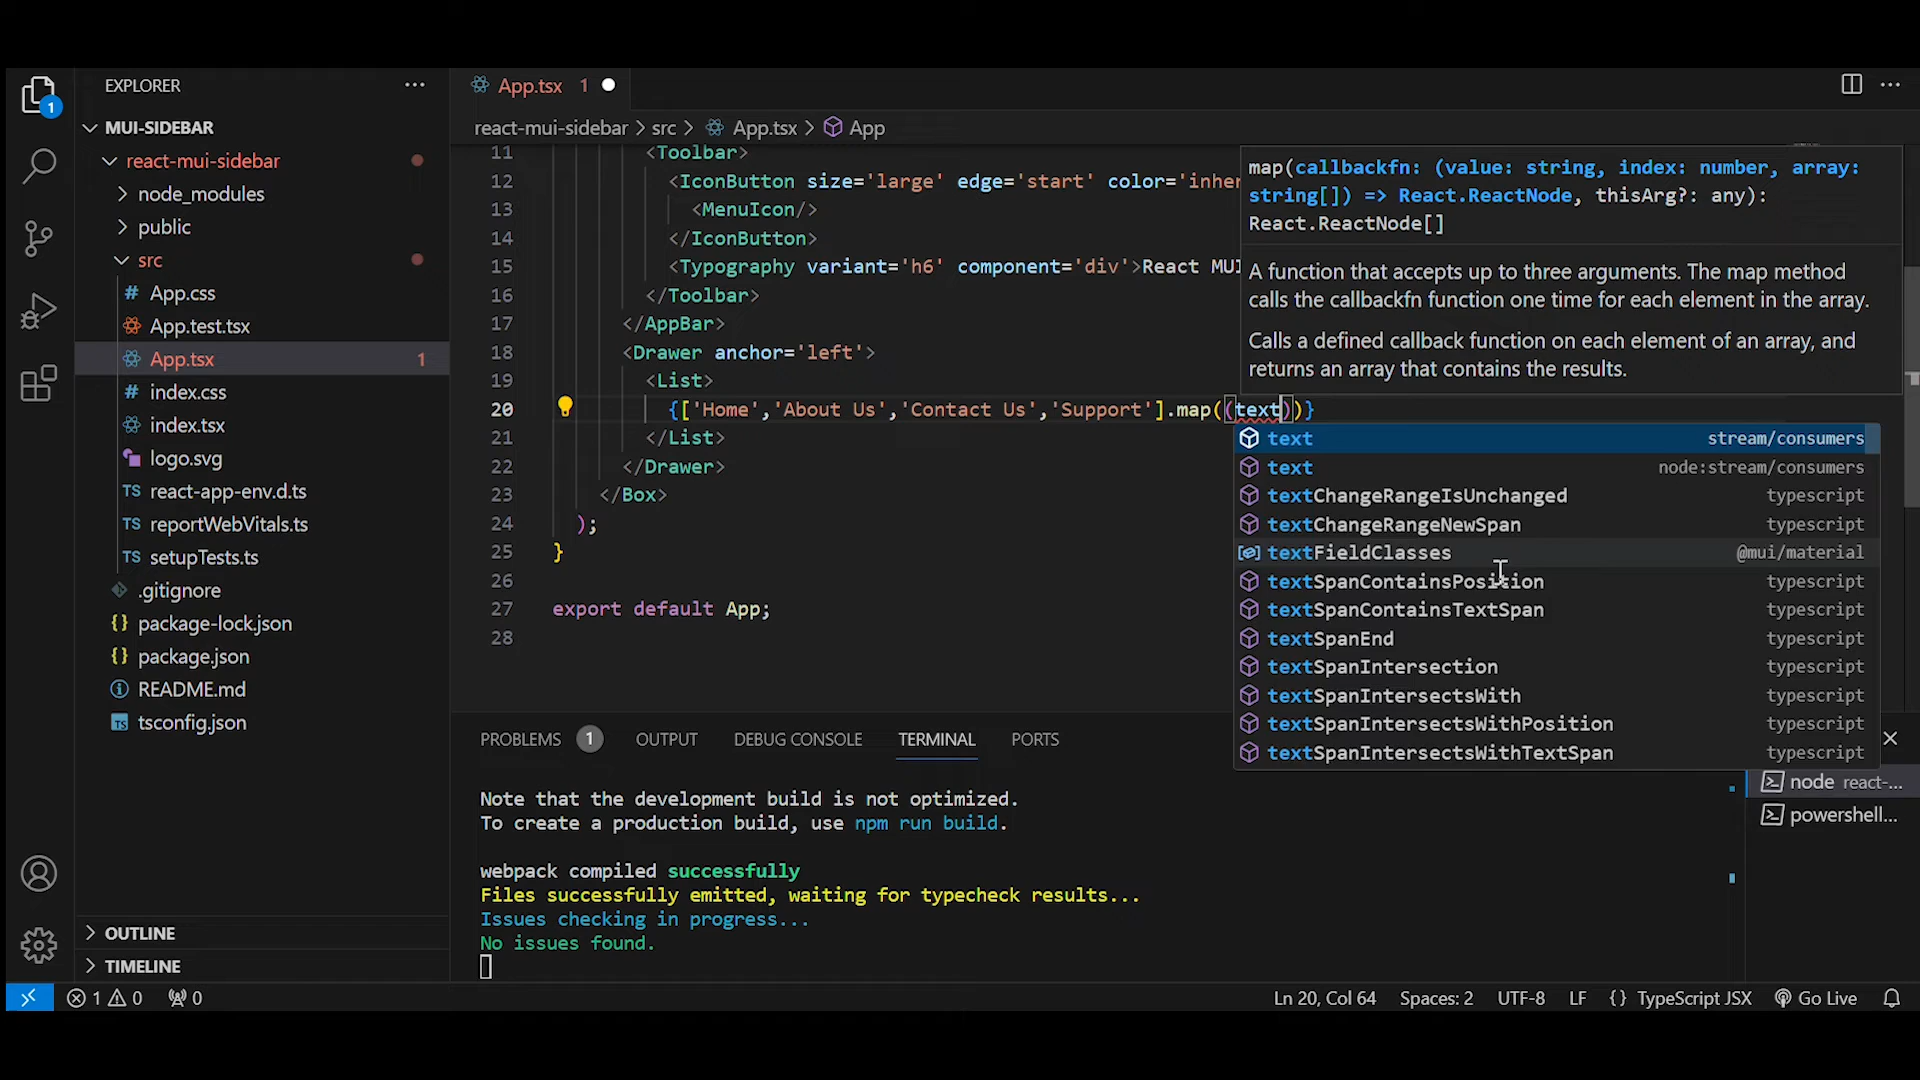 EXPLORER
MUI-SIDEBAR
react-mui-sidebar
node_modules
public
src
App.css
App.test.tsx
App.tsx 1
index.css
index.tsx
logo.svg
TS react-app-env.d.ts
TS reportWebVitals.ts
TS setupTests.ts
.gitignore
{} package-lock.json
{} package.json
README.md
TS tsconfig.json
OUTLINE
TIMELINE
1
App.tsx 1
react-mui-sidebar > src > App.tsx > App
11 <Toolbar>
12 <IconButton size='large' edge='start' color='inher
13 <MenuIcon/>
14 </IconButton>
15 <Typography variant='h6' component='div'>React MUI
16 </Toolbar>
17 </AppBar>
18 <Drawer anchor='left'>
19 <List>
20 {['Home','About Us','Contact Us','Support'].map((text))}
21 </List>
22 </Drawer>
23 </Box>
24 );
25 }
26
27 export default App;
28
map(callbackfn: (value: string, index: number, array:
string[]) => React.ReactNode, thisArg?: any):
React.ReactNode[]
A function that accepts up to three arguments. The map method
calls the callbackfn function one time for each element in the array.
Calls a defined callback function on each element of an array, and
returns an array that contains the results.
text stream/consumers
text node:stream/consumers
textChangeRangeIsUnchanged typescript
textChangeRangeNewSpan typescript
textFieldClasses @mui/material
textSpanContainsPosition typescript
textSpanContainsTextSpan typescript
textSpanEnd typescript
textSpanIntersection typescript
textSpanIntersectsWith typescript
textSpanIntersectsWithPosition typescript
textSpanIntersectsWithTextSpan typescript
PROBLEMS 1 OUTPUT DEBUG CONSOLE TERMINAL PORTS
Note that the development build is not optimized.
To create a production build, use npm run build.
webpack compiled successfully
Files successfully emitted, waiting for typecheck results...
Issues checking in progress...
No issues found.
node react-...
powershell...
1 0 0 Ln 20, Col 64 Spaces: 2 UTF-8 LF {} TypeScript JSX Go Live